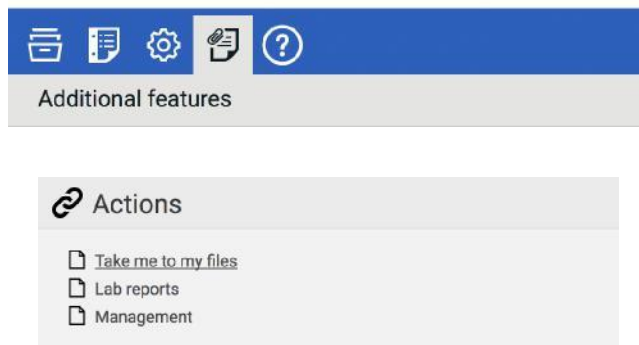 Additional features
Actions
Take me to my files
Lab reports
Management